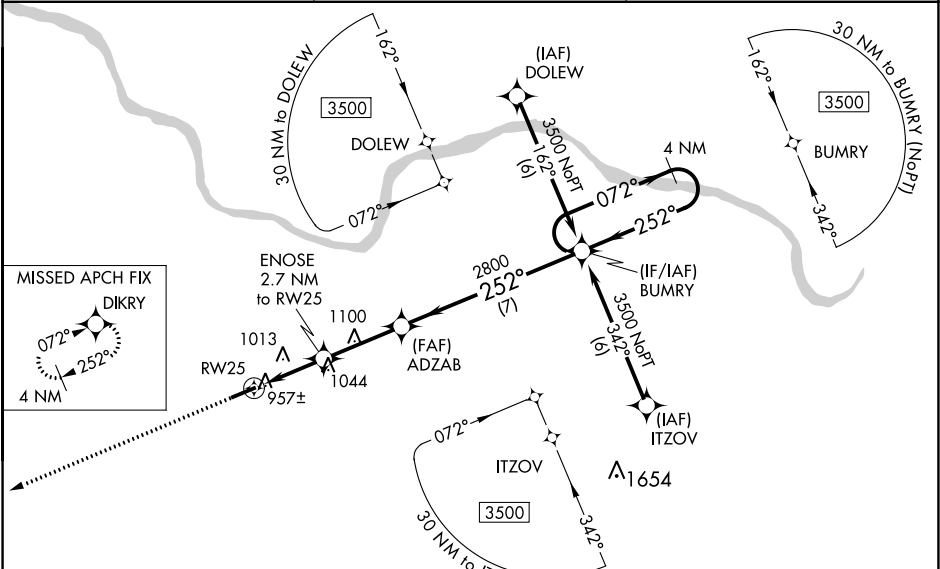 30 NM to DOLEW
162°
3500
DOLEW
072°
(IAF)
DOLEW
3500 NoPT
162°
(6)
4 NM
072°
252°
30 NM to BUMRY (NoPT)
162°
3500
BUMRY
342°
(IF/IAF)
BUMRY
2800
252°
(7)
ENOSE
2.7 NM
to RW25
1100
1013
1044
RW25
957±
(FAF)
ADZAB
3500 NoPT
342°
(6)
(IAF)
ITZOV
1654
MISSED APCH FIX
DIKRY
072°
252°
4 NM
072°
ITZOV
3500
342°
30 NM to